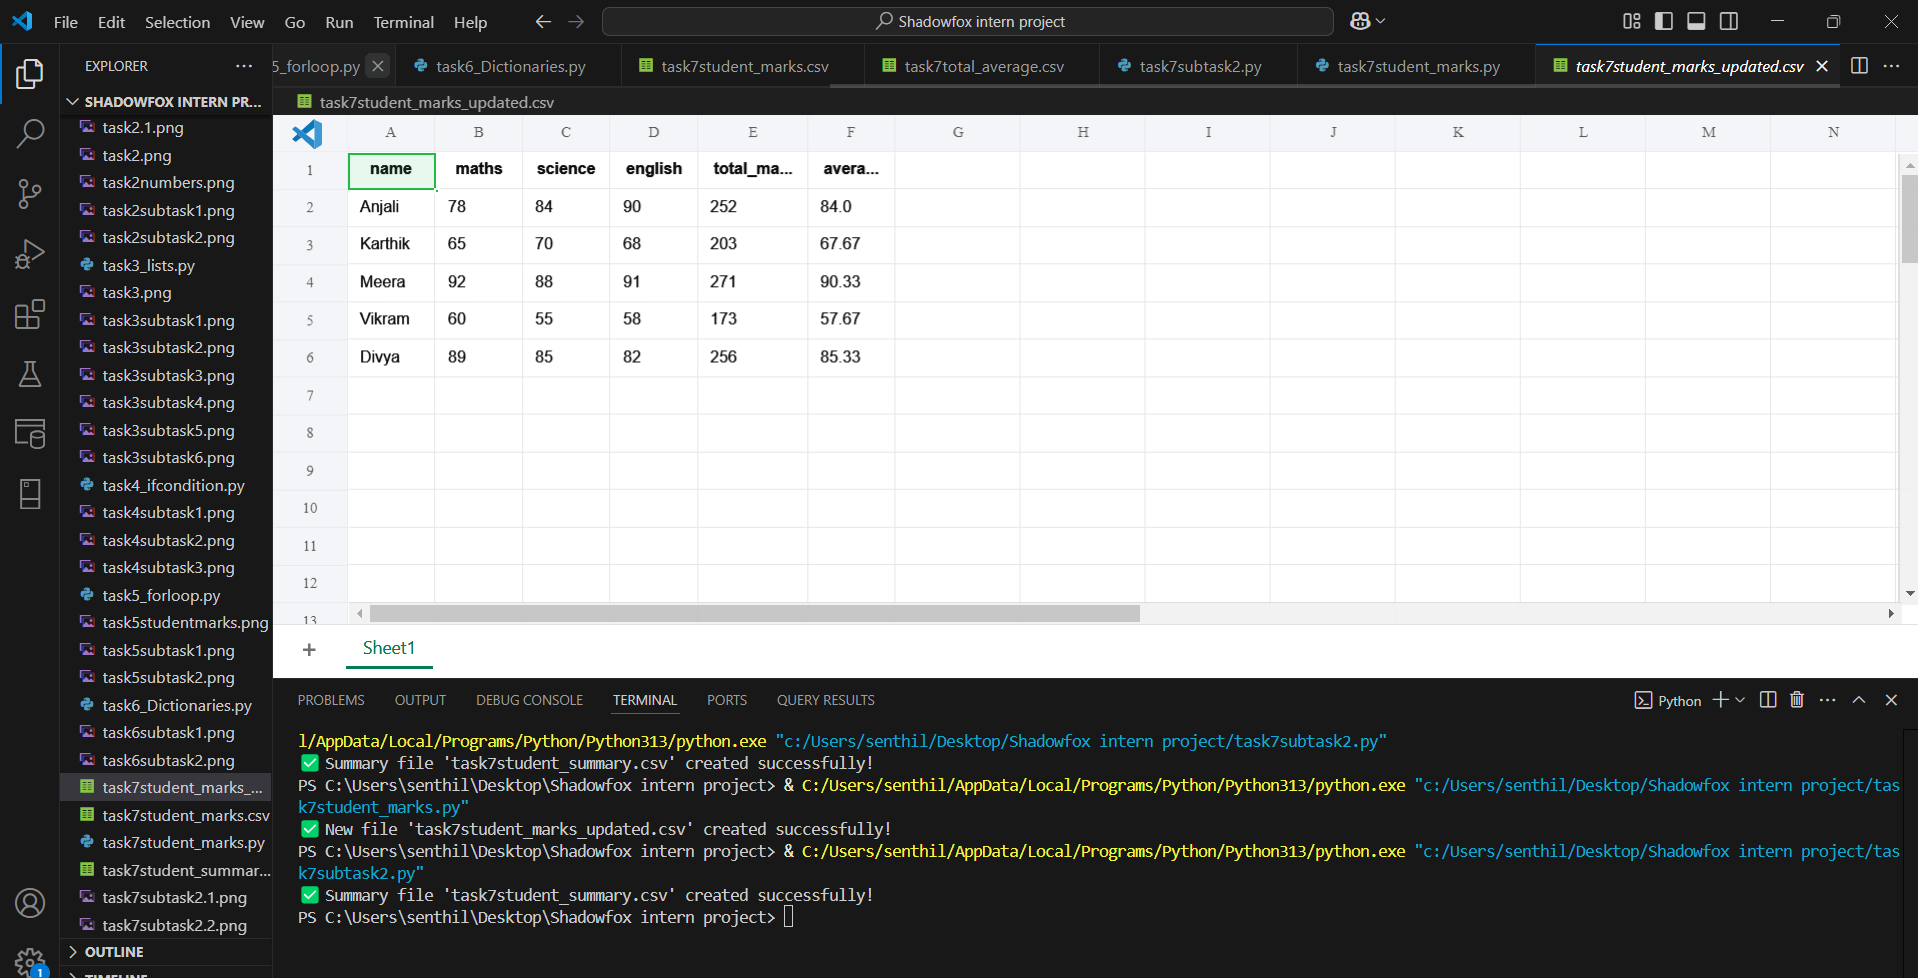 File Edit Selection View Go Run Terminal Help
Shadowfox intern project
EXPLORER
5_forloop.py
task6_Dictionaries.py
task7student_marks.csv
task7total_average.csv
task7subtask2.py
task7student_marks.py
task7student_marks_updated.csv
SHADOWFOX INTERN PR...
task2.1.png
task2.png
task2numbers.png
task2subtask1.png
task2subtask2.png
task3_lists.py
task3.png
task3subtask1.png
task3subtask2.png
task3subtask3.png
task3subtask4.png
task3subtask5.png
task3subtask6.png
task4_ifcondition.py
task4subtask1.png
task4subtask2.png
task4subtask3.png
task5_forloop.py
task5studentmarks.png
task5subtask1.png
task5subtask2.png
task6_Dictionaries.py
task6subtask1.png
task6subtask2.png
task7student_marks_...
task7student_marks.csv
task7student_marks.py
task7student_summar...
task7subtask2.1.png
task7subtask2.2.png
OUTLINE
TIMELINE
1
task7student_marks_updated.csv
A B C D E F G H I J K L M N
1 name maths science english total_ma... avera...
2 Anjali 78 84 90 252 84.0
3 Karthik 65 70 68 203 67.67
4 Meera 92 88 91 271 90.33
5 Vikram 60 55 58 173 57.67
6 Divya 89 85 82 256 85.33
7
8
9
10
11
12
13
+ Sheet1
PROBLEMS OUTPUT DEBUG CONSOLE TERMINAL PORTS QUERY RESULTS
Python
l/AppData/Local/Programs/Python/Python313/python.exe "c:/Users/senthil/Desktop/Shadowfox intern project/task7subtask2.py"
✅ Summary file 'task7student_summary.csv' created successfully!
PS C:\Users\senthil\Desktop\Shadowfox intern project> & C:/Users/senthil/AppData/Local/Programs/Python/Python313/python.exe "c:/Users/senthil/Desktop/Shadowfox intern project/tas
k7student_marks.py"
✅ New file 'task7student_marks_updated.csv' created successfully!
PS C:\Users\senthil\Desktop\Shadowfox intern project> & C:/Users/senthil/AppData/Local/Programs/Python/Python313/python.exe "c:/Users/senthil/Desktop/Shadowfox intern project/tas
k7subtask2.py"
✅ Summary file 'task7student_summary.csv' created successfully!
PS C:\Users\senthil\Desktop\Shadowfox intern project>